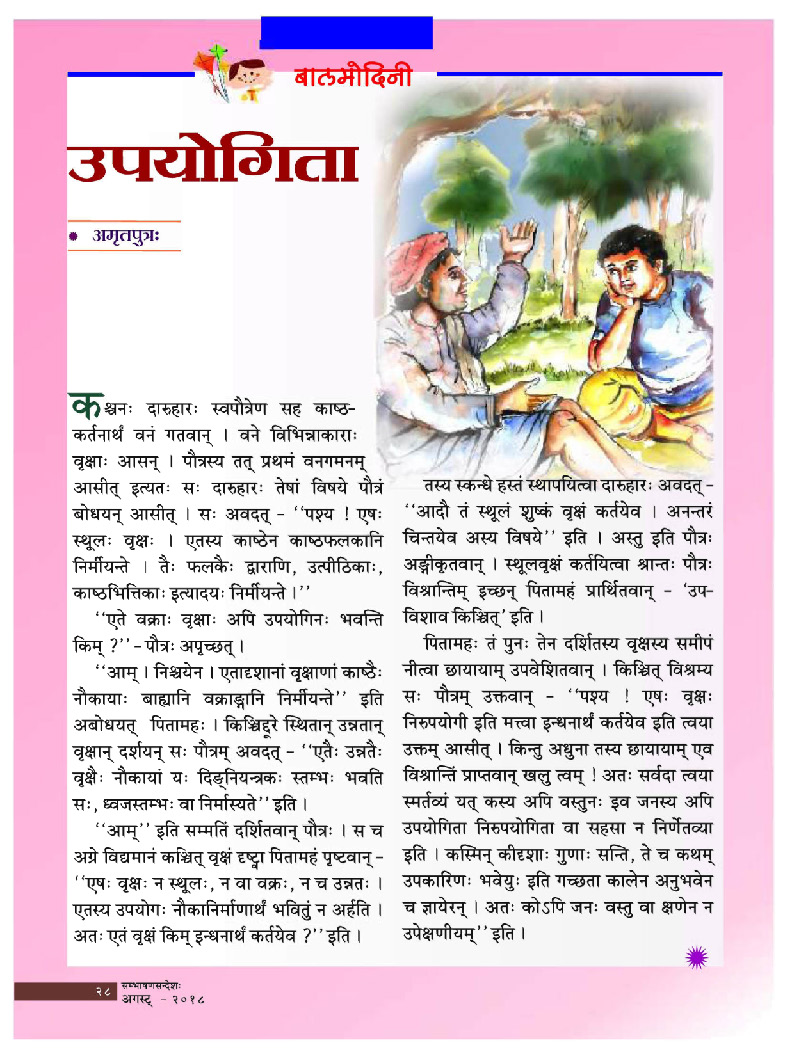 बालमोदिनी
उपयोगिता
अमृतपुत्रः
कश्चनः दारुहारः स्वपौत्रेण सह काष्ठ-
कर्तनार्थं वनं गतवान् । वने विभिन्नाकाराः
वृक्षाः आसन् । पौत्रस्य तत् प्रथमं वनगमनम्
आसीत् इत्यतः सः दारुहारः तेषां विषये पौत्रं
बोधयन् आसीत् । सः अवदत् – ‘‘पश्य ! एषः
स्थूलः वृक्षः । एतस्य काष्ठेन काष्ठफलकानि
निर्मीयन्ते । तैः फलकैः द्वाराणि, उत्पीठिकाः,
काष्ठभित्तिकाः इत्यादयः निर्मीयन्ते ।’’
‘‘एते वक्राः वृक्षाः अपि उपयोगिनः भवन्ति
किम् ?’’ – पौत्रः अपृच्छत् ।
‘‘आम् । निश्चयेन । एतादृशानां वृक्षाणां काष्ठैः
नौकायाः बाह्यानि वक्राङ्गानि निर्मीयन्ते’’ इति
अबोधयत् पितामहः । किञ्चिद्दूरे स्थितान् उन्नतान्
वृक्षान् दर्शयन् सः पौत्रम् अवदत् – ‘‘एतैः उन्नतैः
वृक्षैः नौकायां यः दिङ्नियन्त्रकः स्तम्भः भवति
सः, ध्वजस्तम्भः वा निर्मास्यते’’ इति ।
‘‘आम्’’ इति सम्मतिं दर्शितवान् पौत्रः । स च
अग्रे विद्यमानं कञ्चित् वृक्षं दृष्ट्वा पितामहं पृष्टवान् –
‘‘एषः वृक्षः न स्थूलः, न वा वक्रः, न च उन्नतः ।
एतस्य उपयोगः नौकानिर्माणार्थं भवितुं न अर्हति ।
अतः एतं वृक्षं किम् इन्धनार्थं कर्तयेव ?’’ इति ।
तस्य स्कन्धे हस्तं स्थापयित्वा दारुहारः अवदत् –
‘‘आदौ तं स्थूलं शुष्कं वृक्षं कर्तयेव । अनन्तरं
चिन्तयेव अस्य विषये’’ इति । अस्तु इति पौत्रः
अङ्गीकृतवान् । स्थूलवृक्षं कर्तयित्वा श्रान्तः पौत्रः
विश्रान्तिम् इच्छन् पितामहं प्रार्थितवान् – ‘उप-
विशाव किञ्चित्’ इति ।
पितामहः तं पुनः तेन दर्शितस्य वृक्षस्य समीपं
नीत्वा छायायाम् उपवेशितवान् । किञ्चित् विश्रम्य
सः पौत्रम् उक्तवान् – ‘‘पश्य ! एषः वृक्षः
निरुपयोगी इति मत्त्वा इन्धनार्थं कर्तयेव इति त्वया
उक्तम् आसीत् । किन्तु अधुना तस्य छायायाम् एव
विश्रान्तिं प्राप्तवान् खलु त्वम् ! अतः सर्वदा त्वया
स्मर्तव्यं यत् कस्य अपि वस्तुनः इव जनस्य अपि
उपयोगिता निरुपयोगिता वा सहसा न निर्णेतव्या
इति । कस्मिन् कीदृशाः गुणाः सन्ति, ते च कथम्
उपकारिणः भवेयुः इति गच्छता कालेन अनुभवेन
च ज्ञायेरन् । अतः कोऽपि जनः वस्तु वा क्षणेन न
उपेक्षणीयम्’’ इति ।
२८
सम्भाषणसन्देशः
अगस्ट् - २०१८